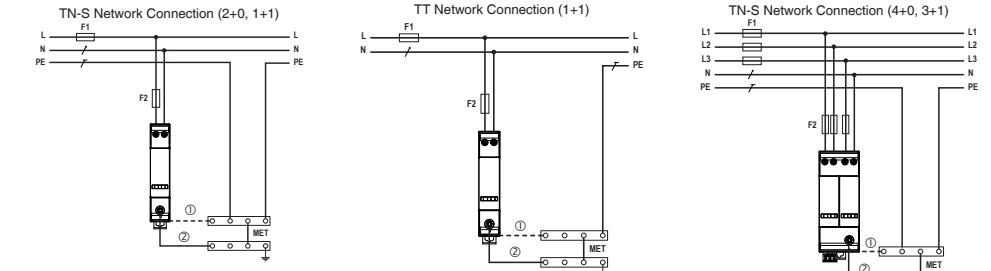 TN-S Network Connection (2+0, 1+1)
F1
L
L
N
N
PE
PE
F2
①
MET
②
TT Network Connection (1+1)
F1
L
L
N
N
PE
F2
①
MET
②
TN-S Network Connection (4+0, 3+1)
F1
L1
L1
L2
L2
L3
L3
N
N
PE
PE
F2
①
MET
②